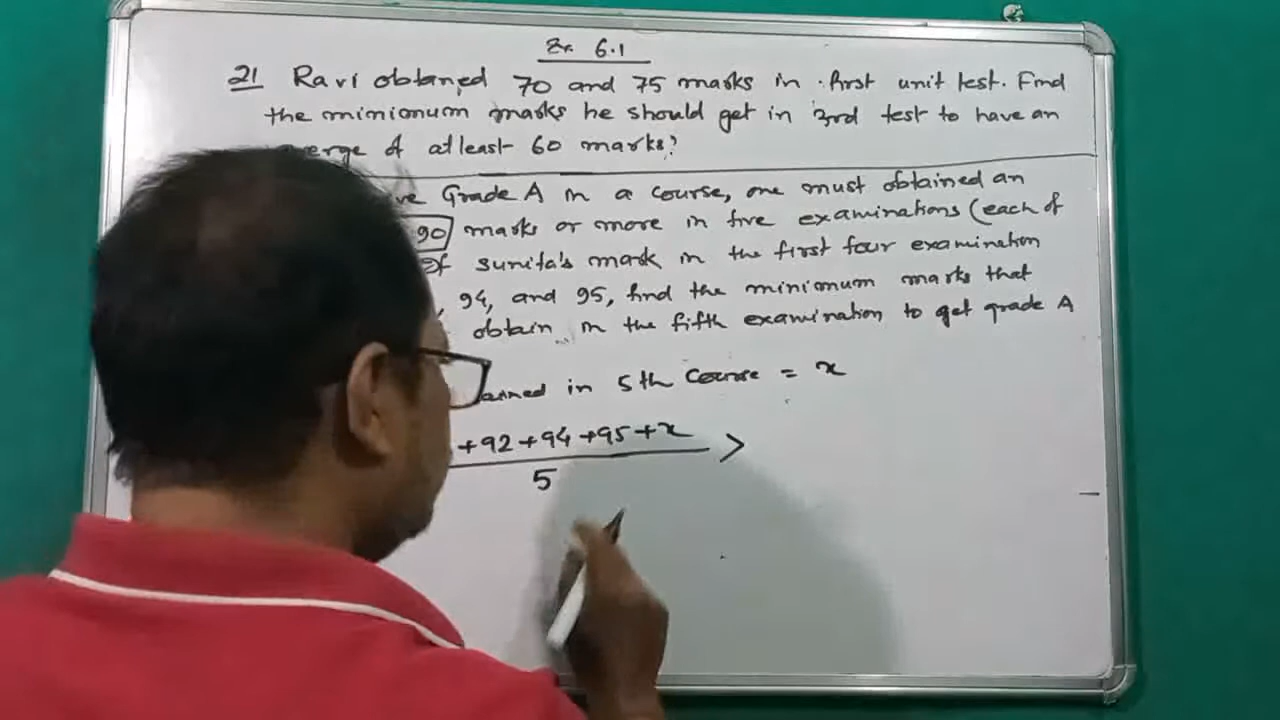 Ex. 6.1
21 Ravi obtained 70 and 75 marks in first unit test. Find
the minimum marks he should get in 3rd test to have an
of atleast 60 marks?
Grade A in a course, one must obtained an
90 marks or more in five examinations (each of
sunita's mark in the first four examination
, 94, and 95, find the minimum marks that
obtain in the fifth examination to get grade A
in 5th Course = x
+92+94+95+x >
5